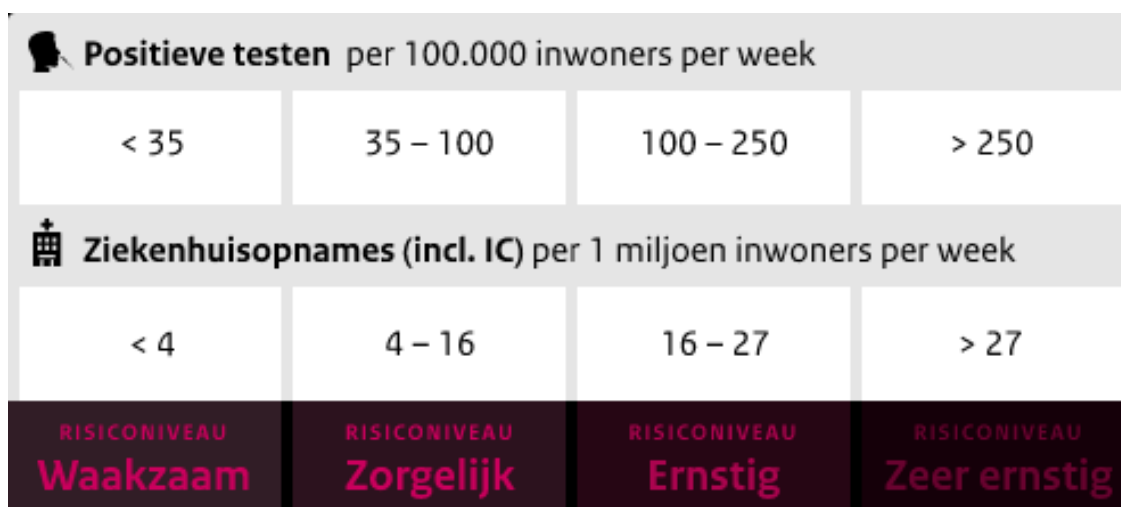 Positieve testen per 100.000 inwoners per week
< 35 35 – 100 100 – 250 > 250
Ziekenhuisopnames (incl. IC) per 1 miljoen inwoners per week
< 4 4 – 16 16 – 27 > 27
RISICONIVEAU RISICONIVEAU RISICONIVEAU RISICONIVEAU
Waakzaam Zorgelijk Ernstig Zeer ernstig